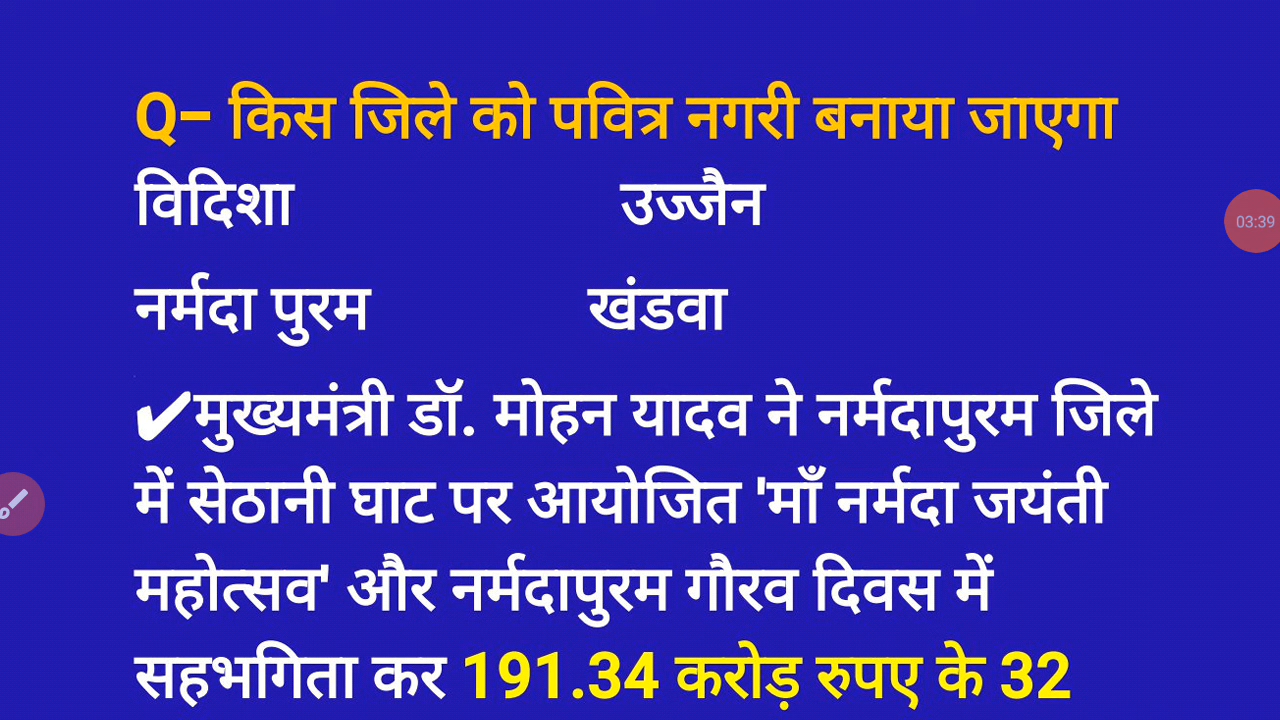 Q– किस जिले को पवित्र नगरी बनाया जाएगा
विदिशा उज्जैन
नर्मदा पुरम खंडवा
✔मुख्यमंत्री डॉ. मोहन यादव ने नर्मदापुरम जिले
में सेठानी घाट पर आयोजित 'माँ नर्मदा जयंती
महोत्सव' और नर्मदापुरम गौरव दिवस में
सहभगिता कर 191.34 करोड़ रुपए के 32
03:39